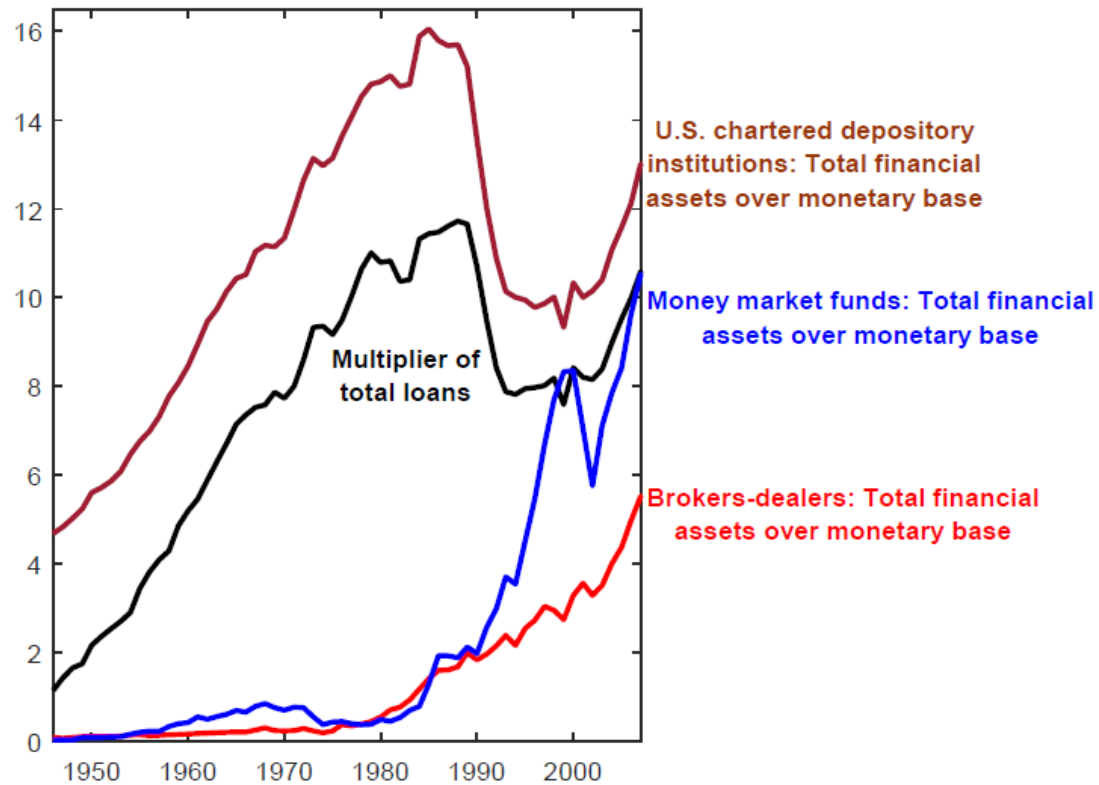 16
14
12
10
8
6
4
2
0
1950 1960 1970 1980 1990 2000
U.S. chartered depository
institutions: Total financial
assets over monetary base
Money market funds: Total financial
assets over monetary base
Multiplier of
total loans
Brokers-dealers: Total financial
assets over monetary base